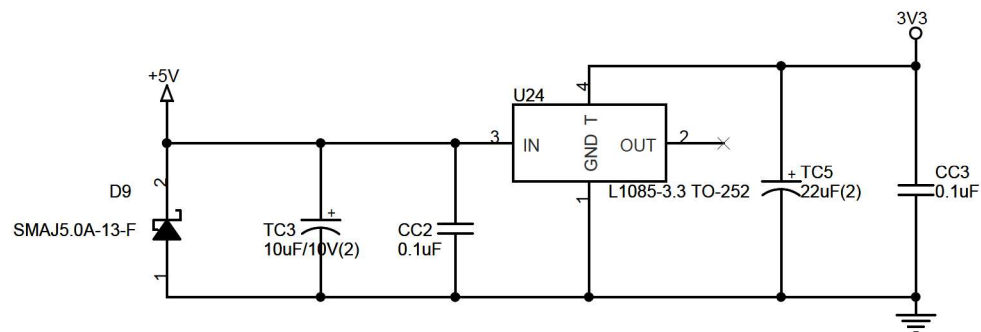 3V3
+5V
4
U24
3
IN
GND T
OUT
2
2
D9
SMAJ5.0A-13-F
1
+
TC3
10uF/10V(2)
CC2
0.1uF
1
L1085-3.3 TO-252
+
TC5
22uF(2)
CC3
0.1uF